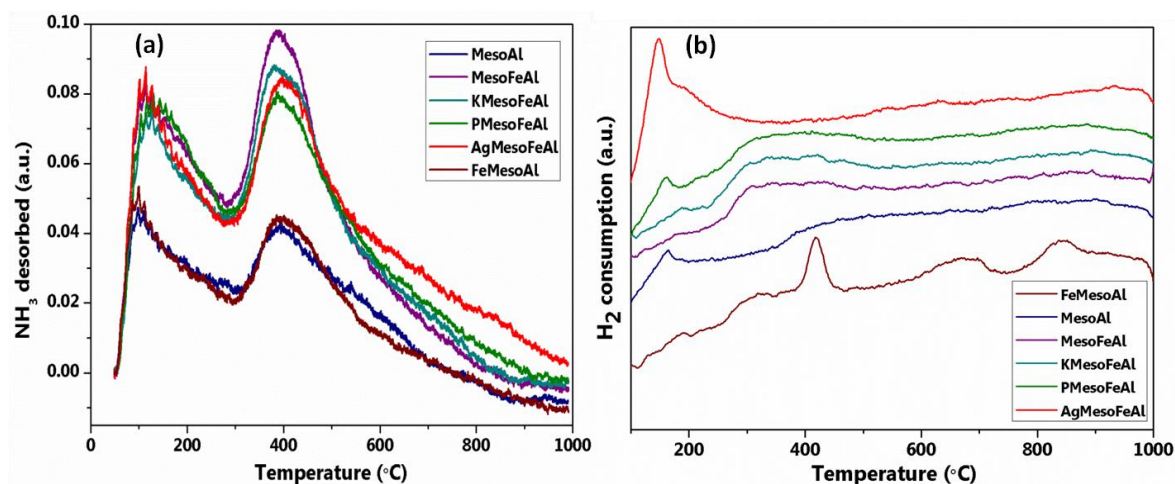 (a)
NH3 desorbed (a.u.)
0.10
0.08
0.06
0.04
0.02
0.00
MesoAl
MesoFeAl
KMesoFeAl
PMesoFeAl
AgMesoFeAl
FeMesoAl
0 200 400 600 800 1000
Temperature (°C)
(b)
H2 consumption (a.u.)
FeMesoAl
MesoAl
MesoFeAl
KMesoFeAl
PMesoFeAl
AgMesoFeAl
200 400 600 800 1000
Temperature (°C)